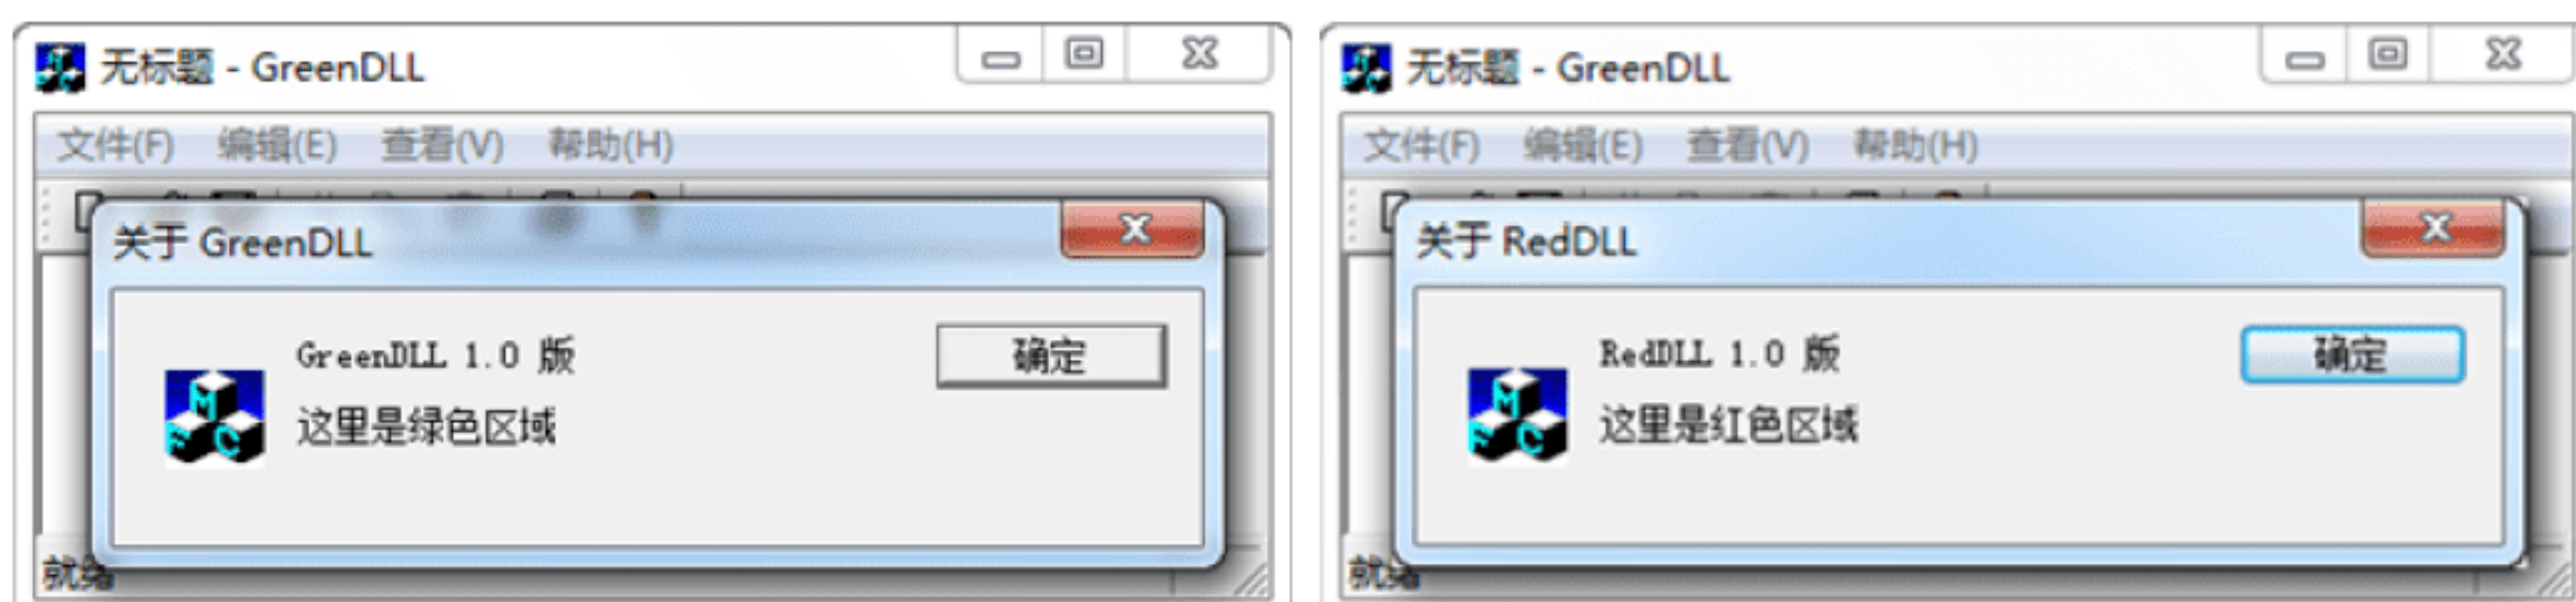 无标题 - GreenDLL
文件(F) 编辑(E) 查看(V) 帮助(H)
关于 GreenDLL
GreenDLL 1.0 版
确定
这里是绿色区域
就绪
无标题 - GreenDLL
文件(F) 编辑(E) 查看(V) 帮助(H)
关于 RedDLL
RedDLL 1.0 版
确定
这里是红色区域
就绪